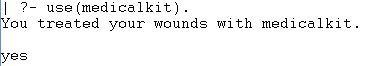 | ?- use(medicalkit).
You treated your wounds with medicalkit.
yes